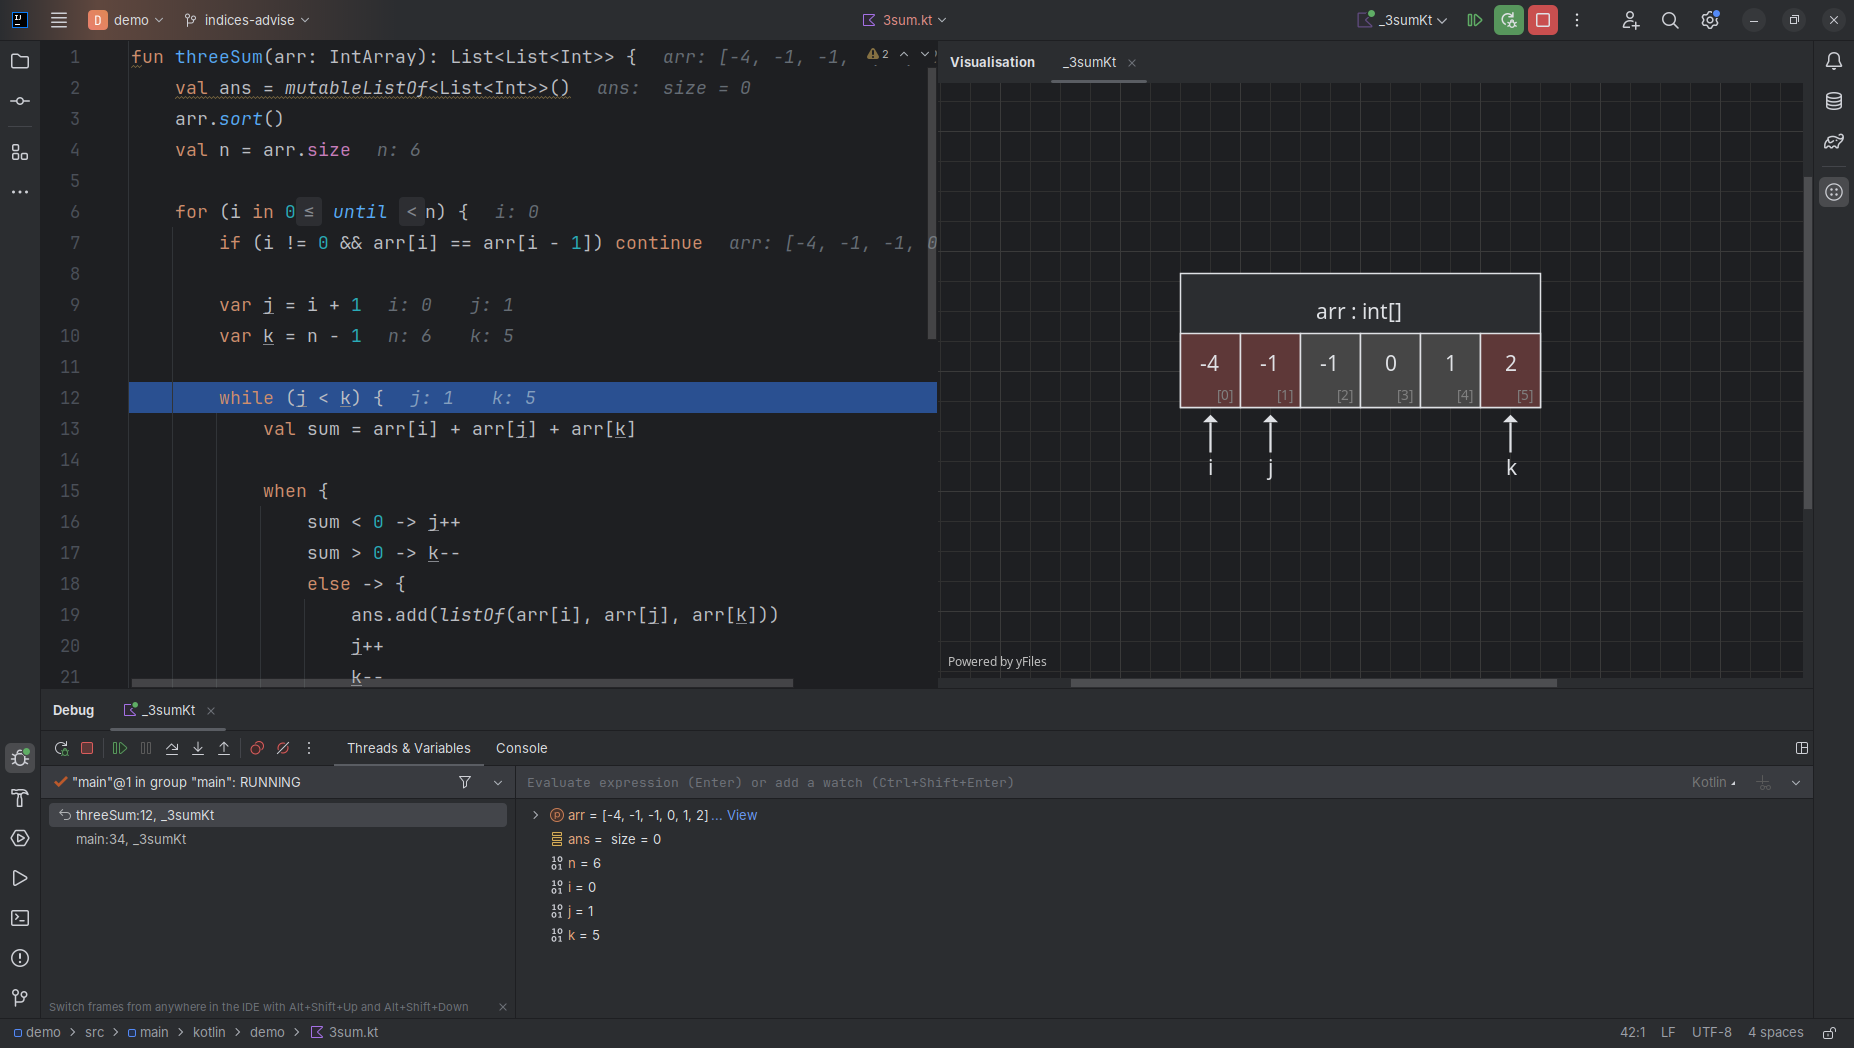 D demo indices-advise 3sum.kt _3sumKt
1 fun threeSum(arr: IntArray): List<List<Int>> { arr: [-4, -1, -1, 2
2 val ans = mutableListOf<List<Int>>() ans: size = 0
3 arr.sort()
4 val n = arr.size n: 6
5
6 for (i in 0 ≤ until < n) { i: 0
7 if (i != 0 && arr[i] == arr[i - 1]) continue arr: [-4, -1, -1, 0
8
9 var j = i + 1 i: 0 j: 1
10 var k = n - 1 n: 6 k: 5
11
12 while (j < k) { j: 1 k: 5
13 val sum = arr[i] + arr[j] + arr[k]
14
15 when {
16 sum < 0 -> j++
17 sum > 0 -> k--
18 else -> {
19 ans.add(listOf(arr[i], arr[j], arr[k]))
20 j++
21 k--
Visualisation _3sumKt
arr : int[]
-4 -1 -1 0 1 2
[0] [1] [2] [3] [4] [5]
i j k
Powered by yFiles
Debug _3sumKt
Threads & Variables Console
"main"@1 in group "main": RUNNING
threeSum:12, _3sumKt
main:34, _3sumKt
Switch frames from anywhere in the IDE with Alt+Shift+Up and Alt+Shift+Down
Evaluate expression (Enter) or add a watch (Ctrl+Shift+Enter) Kotlin
arr = [-4, -1, -1, 0, 1, 2]... View
ans = size = 0
n = 6
i = 0
j = 1
k = 5
demo > src > main > kotlin > demo > 3sum.kt
42:1 LF UTF-8 4 spaces